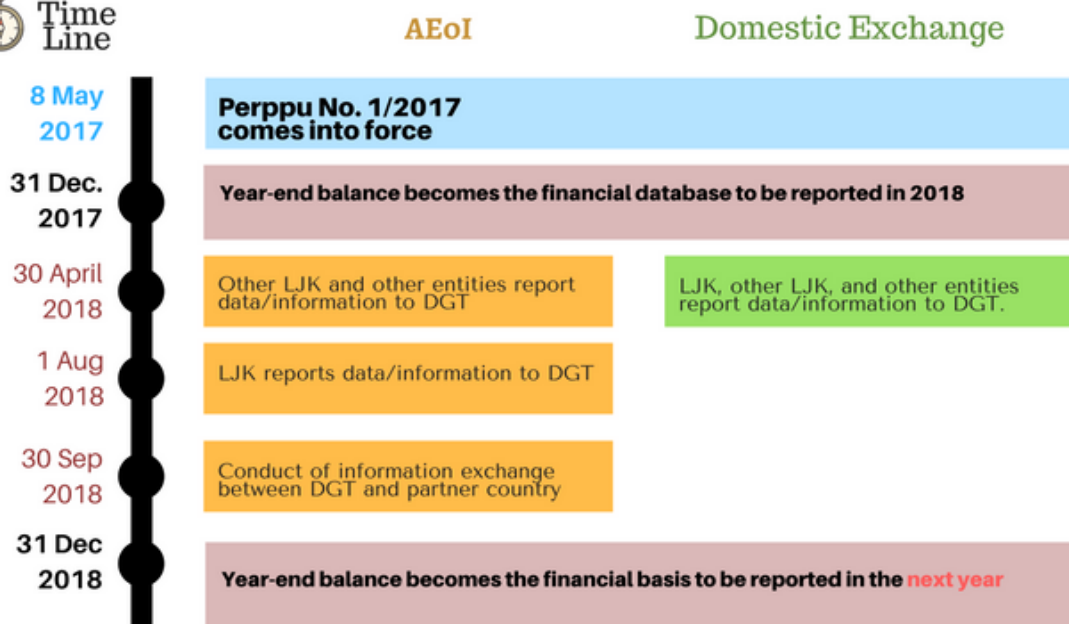 Time
Line
AEoI
Domestic Exchange
8 May
2017
Perppu No. 1/2017
comes into force
31 Dec.
2017
Year-end balance becomes the financial database to be reported in 2018
30 April
2018
Other LJK and other entities report
data/information to DGT
LJK, other LJK, and other entities
report data/information to DGT.
1 Aug
2018
LJK reports data/information to DGT
30 Sep
2018
Conduct of information exchange
between DGT and partner country
31 Dec
2018
Year-end balance becomes the financial basis to be reported in the next year